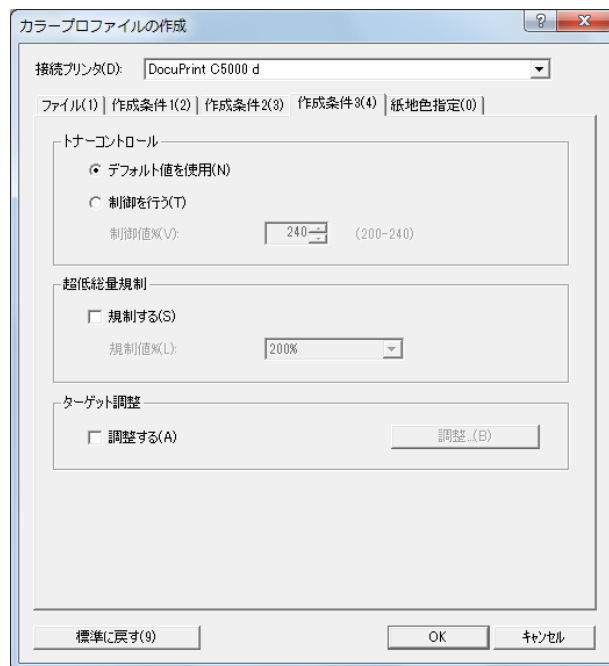 カラープロファイルの作成
接続プリンタ(D): DocuPrint C5000 d
ファイル(1) 作成条件1(2) 作成条件2(3) 作成条件3(4) 紙地色指定(0)
トナーコントロール
デフォルト値を使用(N)
制御を行う(T)
制御値%(V): 240 (200-240)
超低総量規制
規制する(S)
規制値%(L): 200%
ターゲット調整
調整する(A) 調整...(B)
標準に戻す(9) OK キャンセル